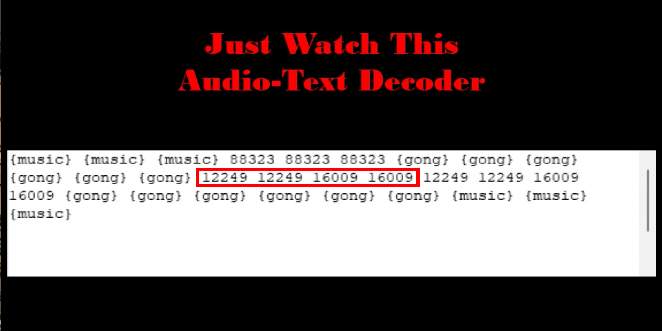 Just Watch This
Audio-Text Decoder
{music} {music} {music} 88323 88323 88323 {gong} {gong} {gong}
{gong} {gong} {gong} 12249 12249 16009 16009 12249 12249 16009
16009 {gong} {gong} {gong} {gong} {gong} {gong} {music} {music}
{music}